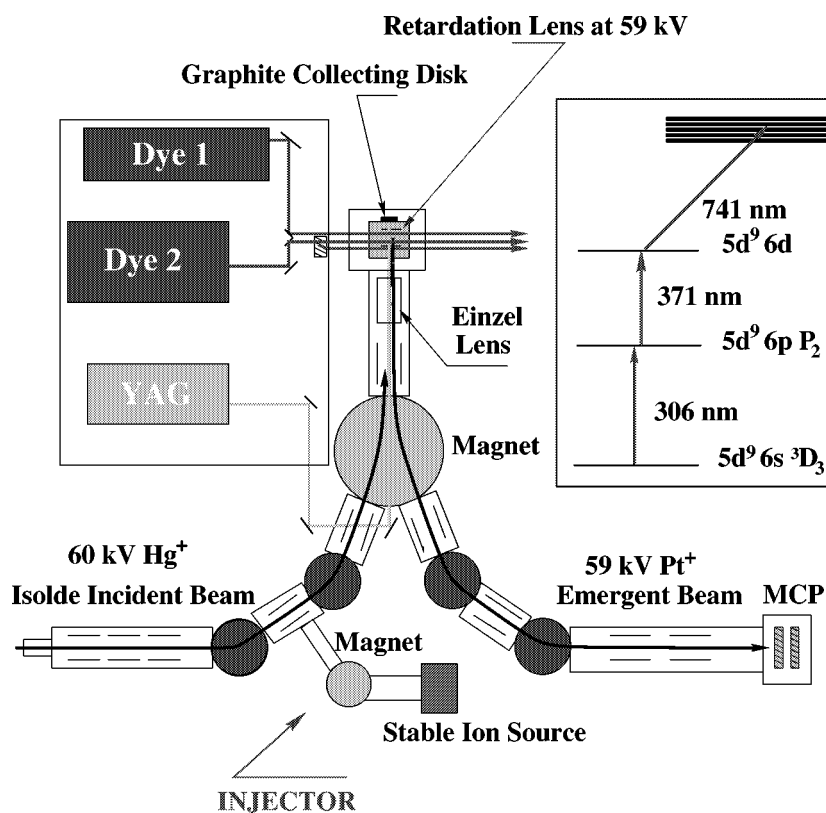 Retardation Lens at 59 kV
Graphite Collecting Disk
Dye 1
Dye 2
YAG
Einzel
Lens
Magnet
741 nm
5d⁹ 6d
371 nm
5d⁹ 6p P₂
306 nm
5d⁹ 6s ³D₃
60 kV Hg⁺
Isolde Incident Beam
59 kV Pt⁺
Emergent Beam
MCP
Magnet
Stable Ion Source
INJECTOR